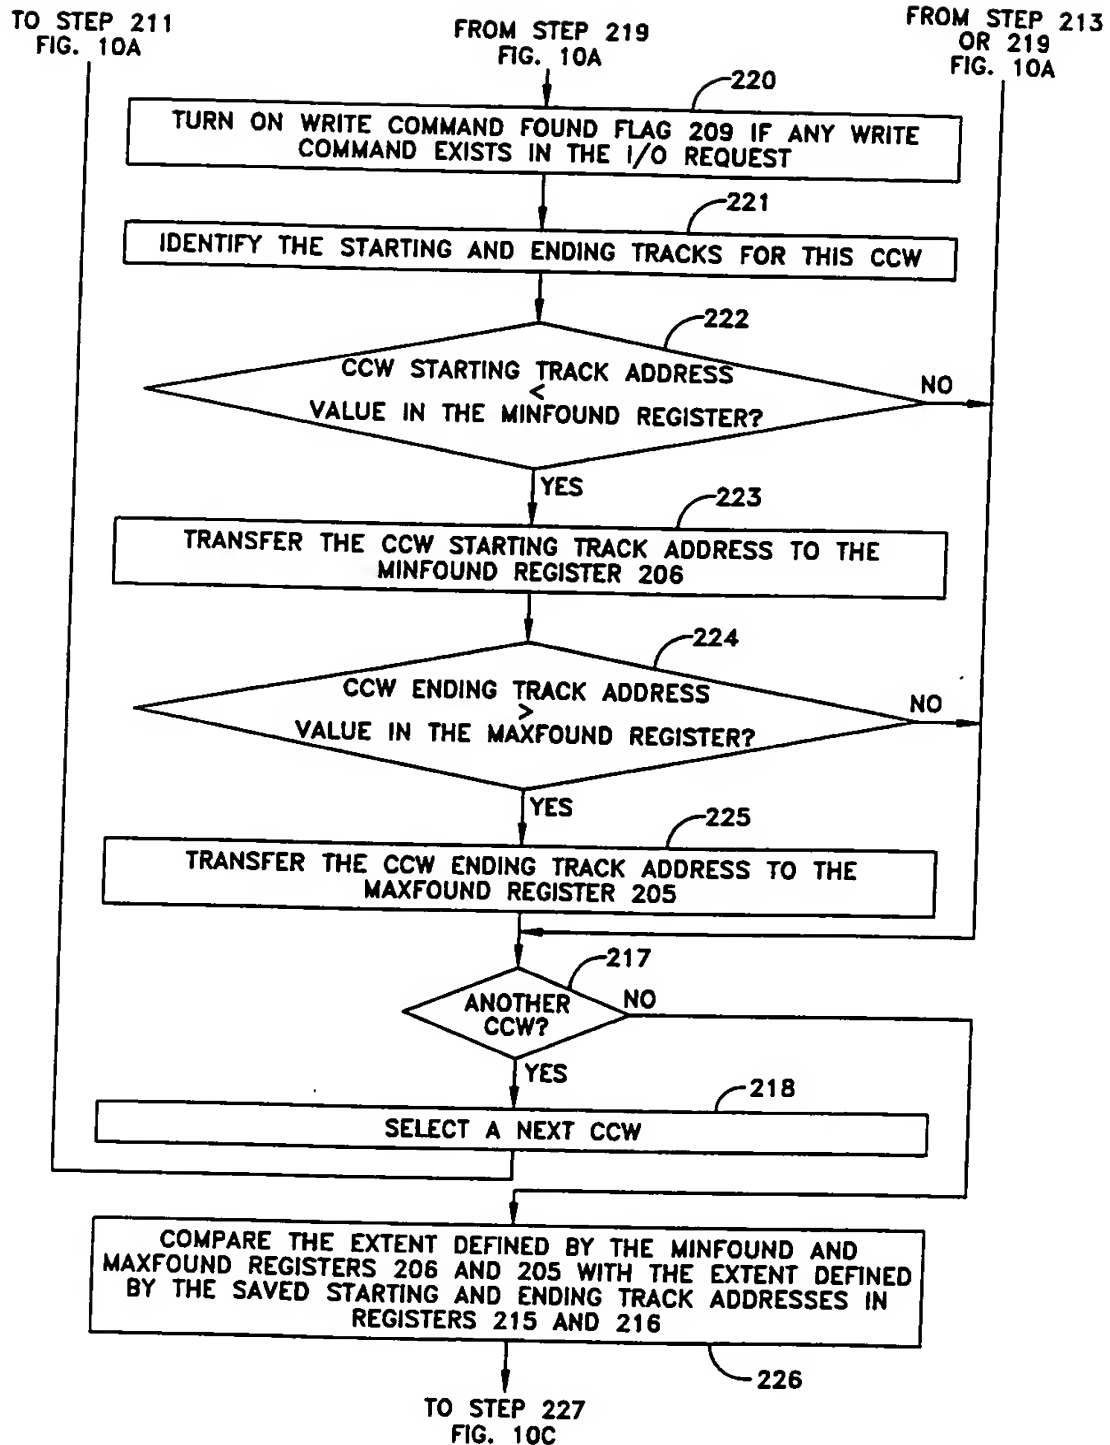 TO STEP 211
FIG. 10A
FROM STEP 219
FIG. 10A
FROM STEP 213
OR 219
FIG. 10A
220
TURN ON WRITE COMMAND FOUND FLAG 209 IF ANY WRITE
COMMAND EXISTS IN THE I/O REQUEST
221
IDENTIFY THE STARTING AND ENDING TRACKS FOR THIS CCW
222
CCW STARTING TRACK ADDRESS
<
VALUE IN THE MINFOUND REGISTER?
NO
YES
223
TRANSFER THE CCW STARTING TRACK ADDRESS TO THE
MINFOUND REGISTER 206
224
CCW ENDING TRACK ADDRESS
>
VALUE IN THE MAXFOUND REGISTER?
NO
YES
225
TRANSFER THE CCW ENDING TRACK ADDRESS TO THE
MAXFOUND REGISTER 205
217
ANOTHER
CCW?
NO
YES
218
SELECT A NEXT CCW
COMPARE THE EXTENT DEFINED BY THE MINFOUND AND
MAXFOUND REGISTERS 206 AND 205 WITH THE EXTENT DEFINED
BY THE SAVED STARTING AND ENDING TRACK ADDRESSES IN
REGISTERS 215 AND 216
226
TO STEP 227
FIG. 10C